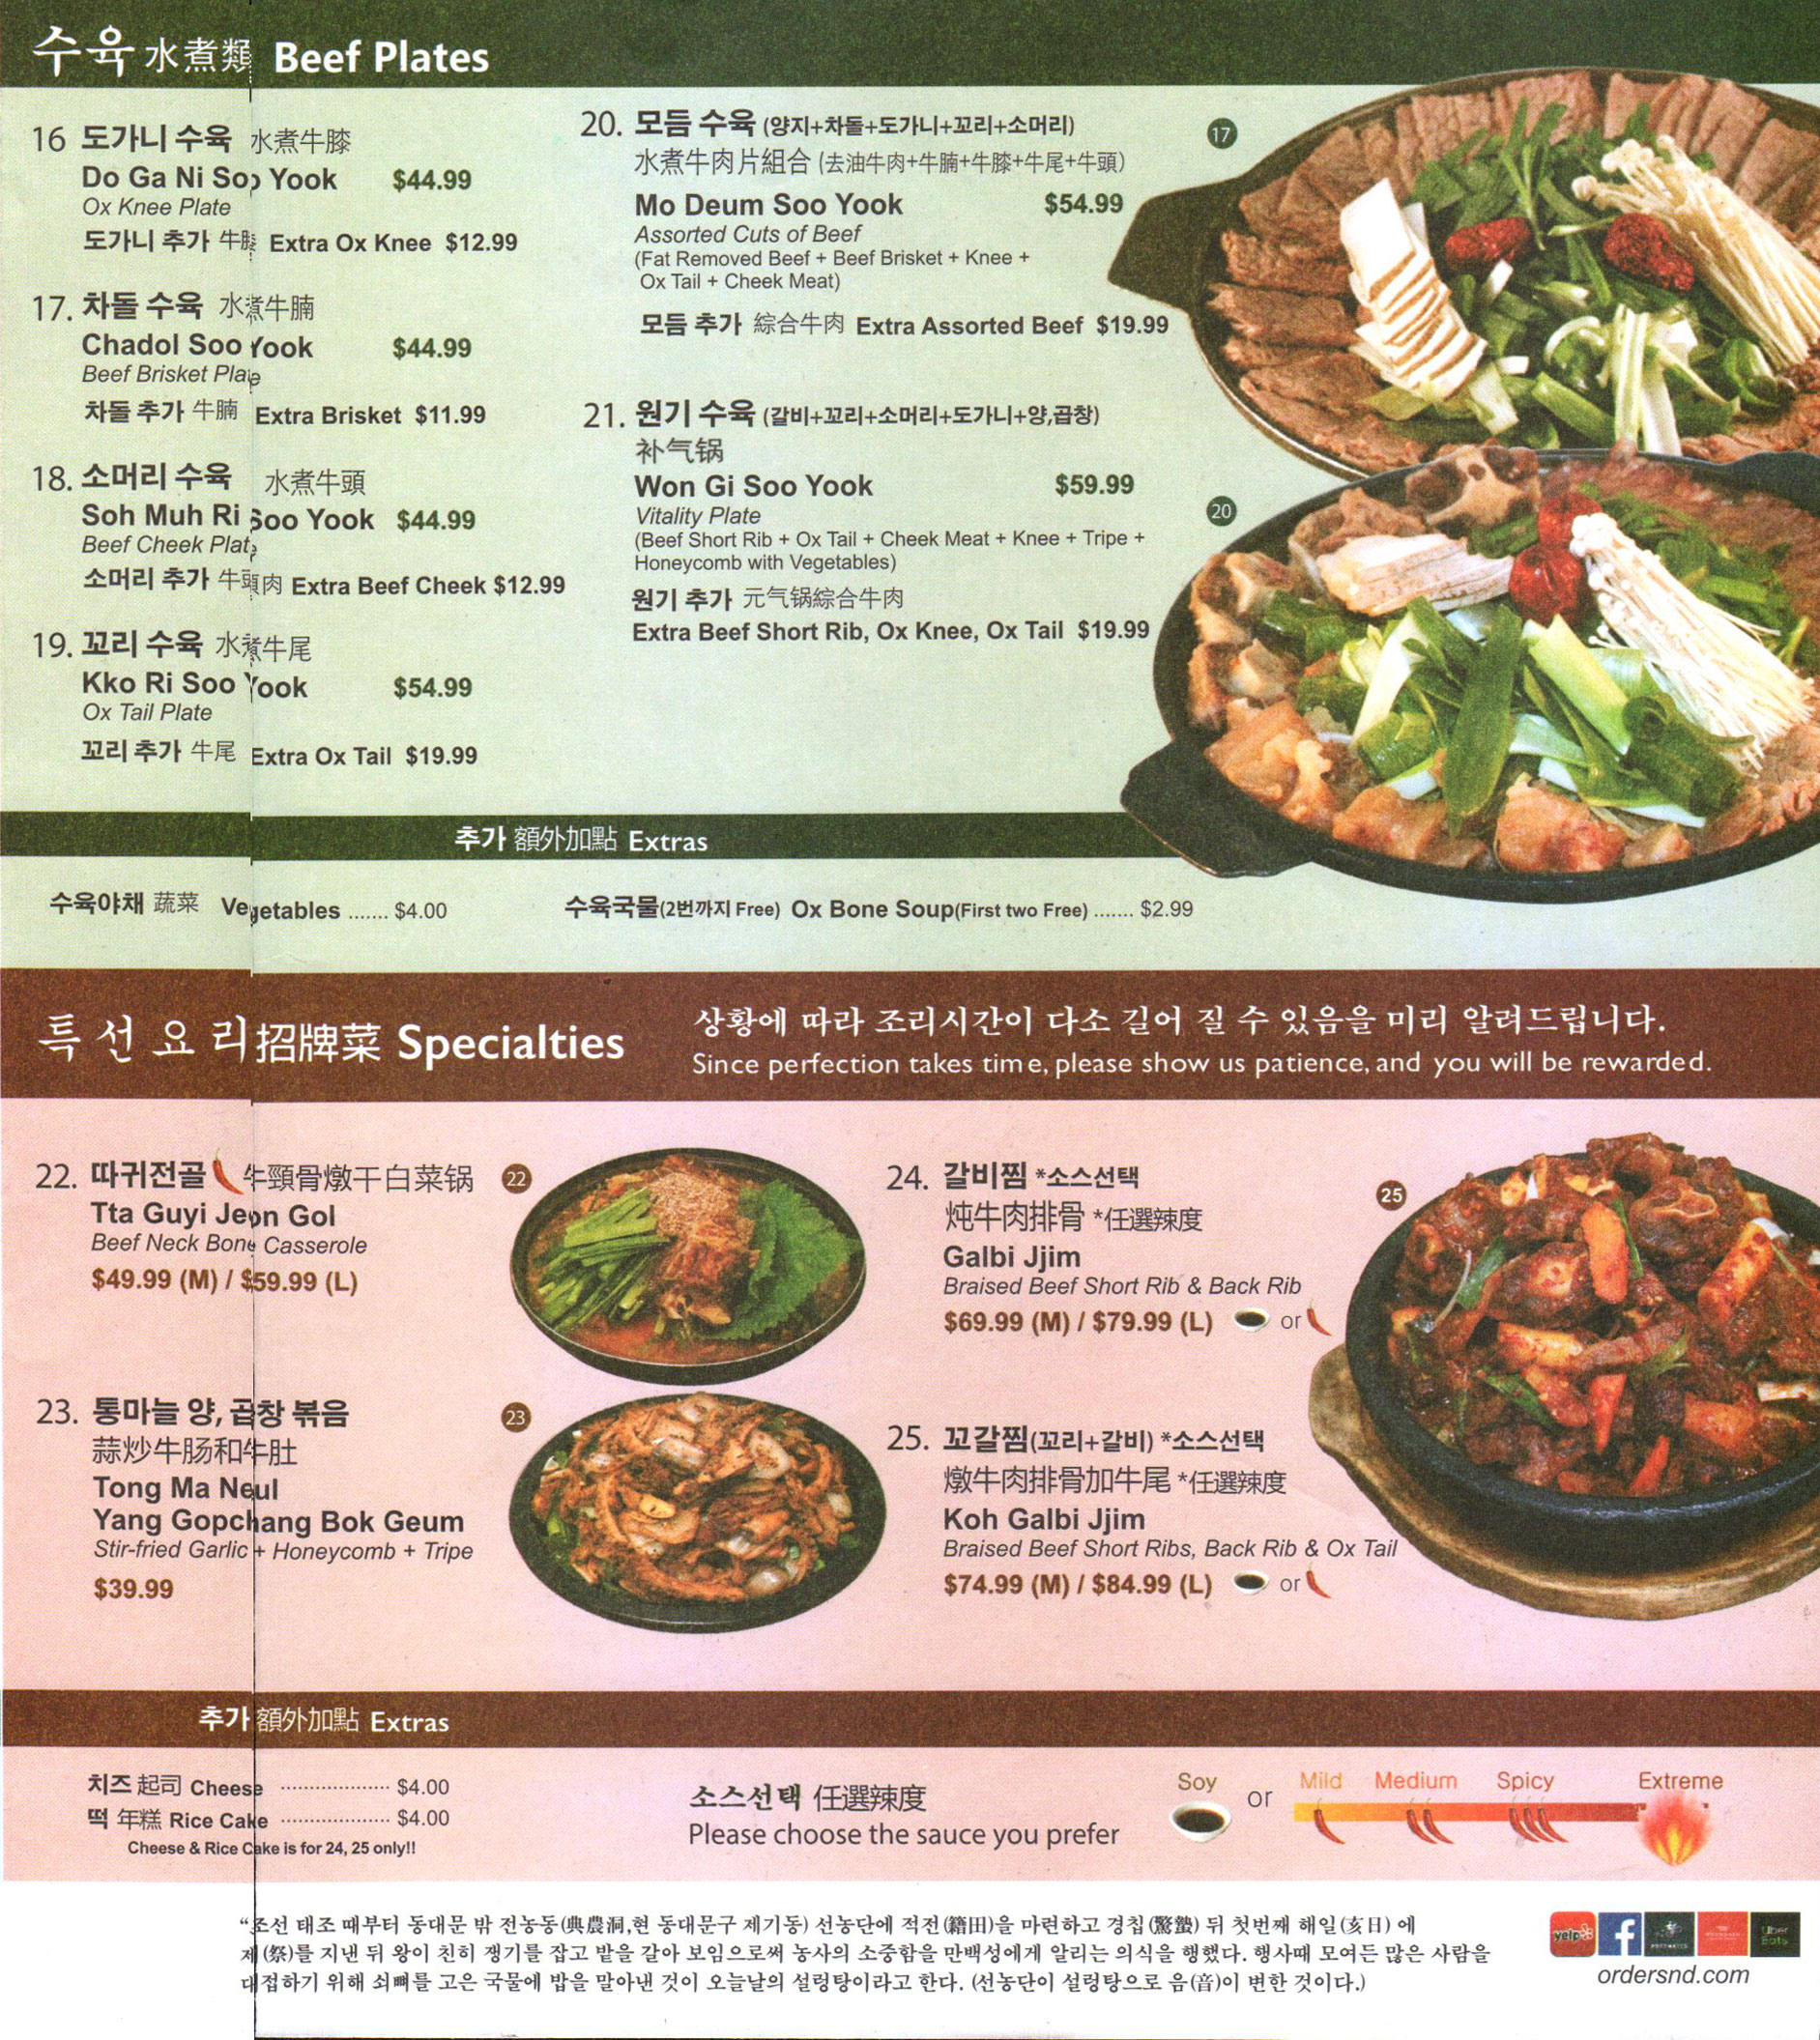 수육 水煮類 Beef Plates
16 도가니 수육 水煮牛膝
Do Ga Ni Soo Yook $44.99
Ox Knee Plate
도가니 추가 牛膝 Extra Ox Knee $12.99
17. 차돌 수육 水煮牛腩
Chadol Soo Yook $44.99
Beef Brisket Plate
차돌 추가 牛腩 Extra Brisket $11.99
18. 소머리 수육 水煮牛頭
Soh Muh Ri Soo Yook $44.99
Beef Cheek Plate
소머리 추가 牛頭肉 Extra Beef Cheek $12.99
19. 꼬리 수육 水煮牛尾
Kko Ri Soo Yook $54.99
Ox Tail Plate
꼬리 추가 牛尾 Extra Ox Tail $19.99
20. 모듬 수육 (양지+차돌+도가니+꼬리+소머리)
水煮牛肉片組合 (去油牛肉+牛腩+牛膝+牛尾+牛頭)
Mo Deum Soo Yook $54.99
Assorted Cuts of Beef
(Fat Removed Beef + Beef Brisket + Knee +
Ox Tail + Cheek Meat)
모듬 추가 綜合牛肉 Extra Assorted Beef $19.99
21. 원기 수육 (갈비+꼬리+소머리+도가니+양,곱창)
补气锅
Won Gi Soo Yook $59.99
Vitality Plate
(Beef Short Rib + Ox Tail + Cheek Meat + Knee + Tripe +
Honeycomb with Vegetables)
원기 추가 元气锅綜合牛肉
Extra Beef Short Rib, Ox Knee, Ox Tail $19.99
17
20
추가 額外加點 Extras
수육야채 蔬菜 Vegetables ....... $4.00
수육국물(2번까지 Free) Ox Bone Soup(First two Free) ....... $2.99
특선요리 招牌菜 Specialties
상황에 따라 조리시간이 다소 길어 질 수 있음을 미리 알려드립니다.
Since perfection takes time, please show us patience, and you will be rewarded.
22. 따귀전골 牛頸骨燉干白菜锅
Tta Guyi Jeon Gol
Beef Neck Bone Casserole
$49.99 (M) / $59.99 (L)
22
23. 통마늘 양, 곱창 볶음
蒜炒牛肠和牛肚
Tong Ma Neul
Yang Gopchang Bok Geum
Stir-fried Garlic + Honeycomb + Tripe
$39.99
23
24. 갈비찜 *소스선택
炖牛肉排骨 *任選辣度
Galbi Jjim
Braised Beef Short Rib & Back Rib
$69.99 (M) / $79.99 (L) or
25
25. 꼬갈찜(꼬리+갈비) *소스선택
燉牛肉排骨加牛尾 *任選辣度
Koh Galbi Jjim
Braised Beef Short Ribs, Back Rib & Ox Tail
$74.99 (M) / $84.99 (L) or
추가 額外加點 Extras
치즈 起司 Cheese ................... $4.00
떡 年糕 Rice Cake ................... $4.00
Cheese & Rice Cake is for 24, 25 only!!
소스선택 任選辣度
Please choose the sauce you prefer
Soy or Mild Medium Spicy Extreme
“조선 태조 때부터 동대문 밖 전농동(典農洞,현 동대문구 제기동) 선농단에 적전(籍田)을 마련하고 경칩(驚蟄) 뒤 첫번째 해일(亥日) 에
제(祭)를 지낸 뒤 왕이 친히 쟁기를 잡고 밭을 갈아 보임으로써 농사의 소중함을 만백성에게 알리는 의식을 행했다. 행사때 모여든 많은 사람을
대접하기 위해 쇠뼈를 고은 국물에 밥을 말아낸 것이 오늘날의 설렁탕이라고 한다. (선농단이 설렁탕으로 음(音)이 변한 것이다.)
yelp
Uber Eats
ordersnd.com